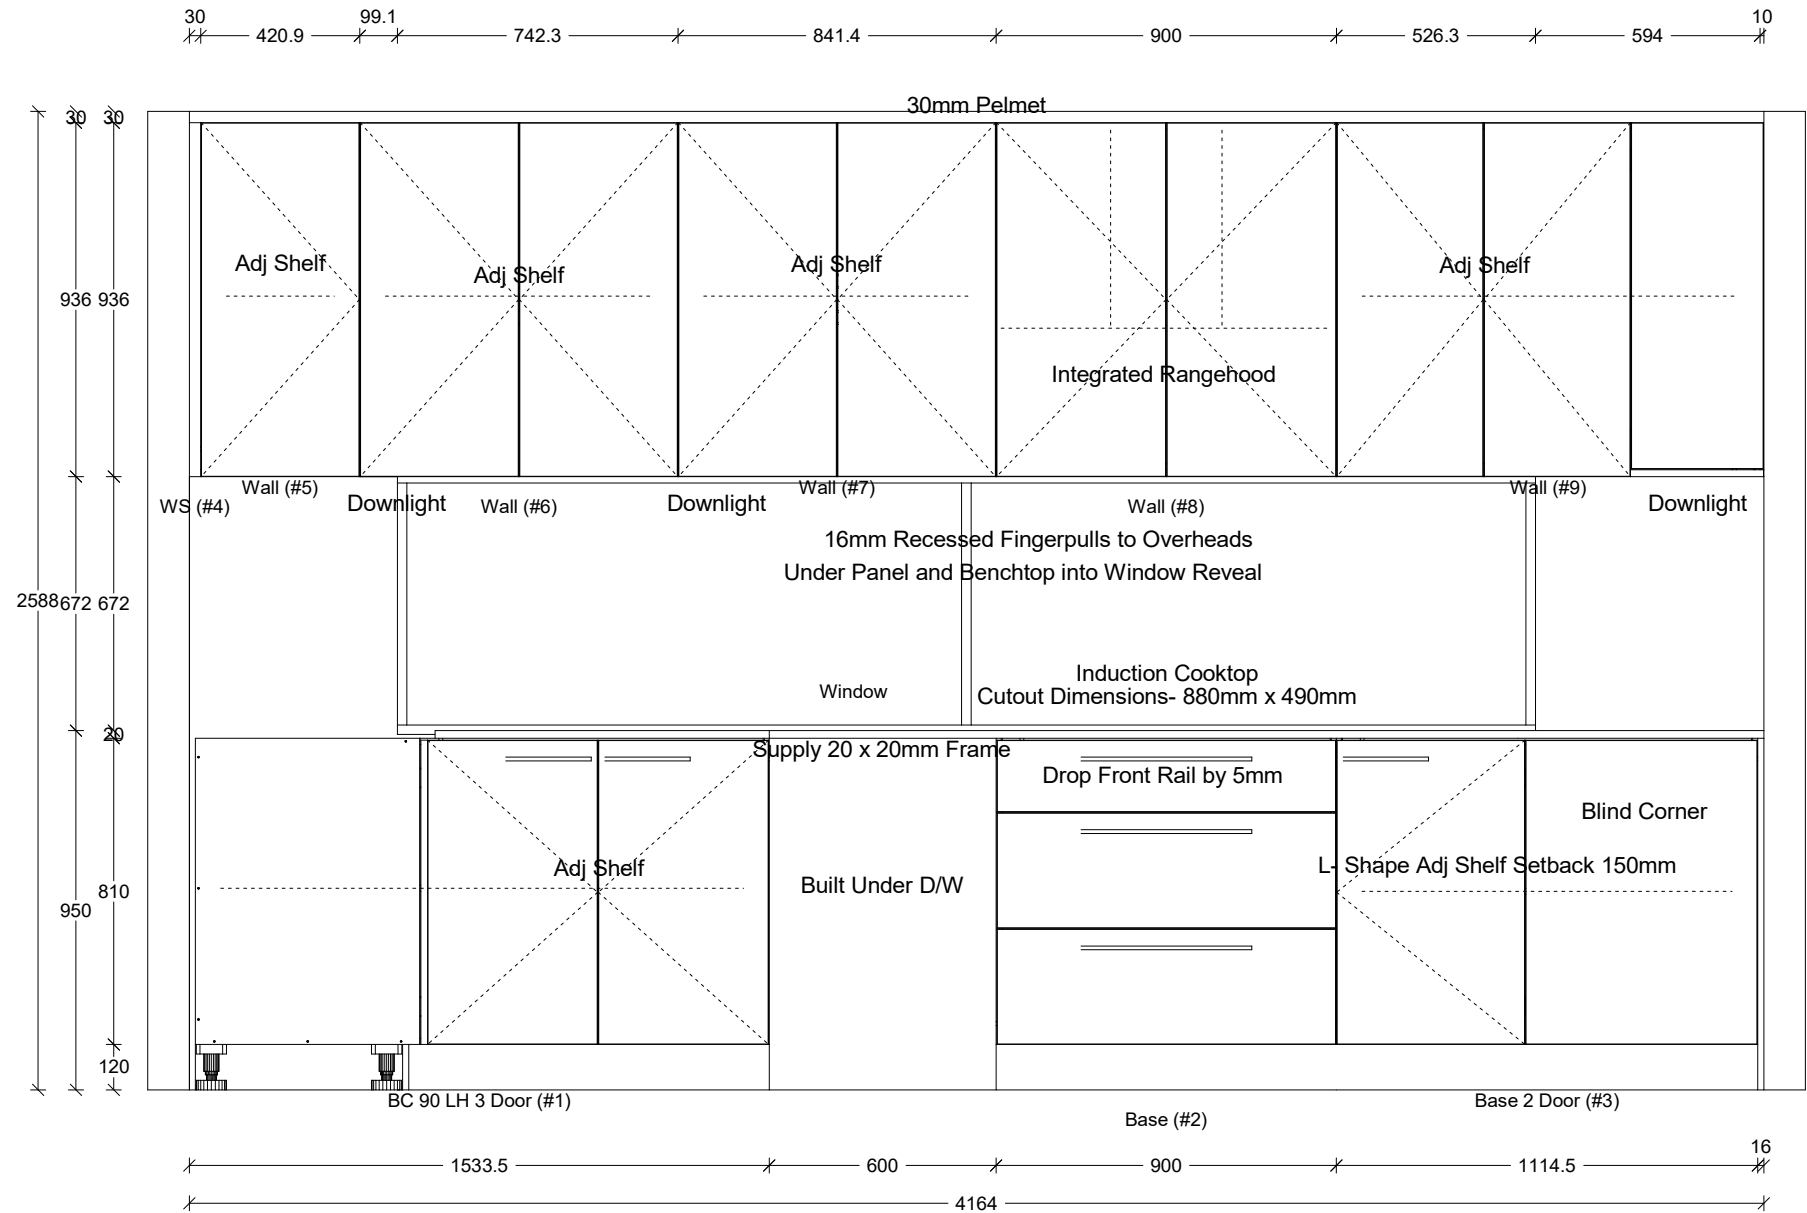 30
99.1
10
420.9
742.3
841.4
900
526.3
594
30mm Pelmet
30
30
Adj Shelf
Adj Shelf
Adj Shelf
Adj Shelf
936
936
Integrated Rangehood
Wall (#5)
Wall (#7)
Wall (#9)
WS (#4)
Downlight
Wall (#6)
Downlight
Wall (#8)
Downlight
16mm Recessed Fingerpulls to Overheads
Under Panel and Benchtop into Window Reveal
2588
672
672
Induction Cooktop
Window
Cutout Dimensions- 880mm x 490mm
20
Supply 20 x 20mm Frame
Drop Front Rail by 5mm
Blind Corner
Adj Shelf
L- Shape Adj Shelf Setback 150mm
Built Under D/W
810
950
120
BC 90 LH 3 Door (#1)
Base 2 Door (#3)
Base (#2)
16
1533.5
600
900
1114.5
4164